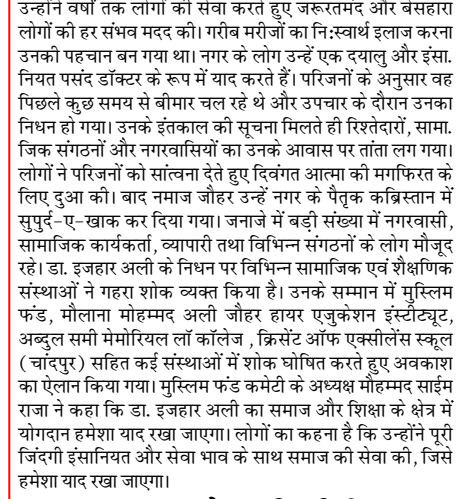 उन्होंने वर्षों तक लोगों की सेवा करते हुए जरूरतमंद और बेसहारा
लोगों की हर संभव मदद की। गरीब मरीजों का नि:स्वार्थ इलाज करना
उनकी पहचान बन गया था। नगर के लोग उन्हें एक दयालु और इंसा.
नियत पसंद डॉक्टर के रूप में याद करते हैं। परिजनों के अनुसार वह
पिछले कुछ समय से बीमार चल रहे थे और उपचार के दौरान उनका
निधन हो गया। उनके इंतकाल की सूचना मिलते ही रिश्तेदारों, सामा.
जिक संगठनों और नगरवासियों का उनके आवास पर तांता लग गया।
लोगों ने परिजनों को सांत्वना देते हुए दिवंगत आत्मा की मगफिरत के
लिए दुआ की। बाद नमाज जौहर उन्हें नगर के पैतृक कब्रिस्तान में
सुपुर्द-ए-खाक कर दिया गया। जनाजे में बड़ी संख्या में नगरवासी,
सामाजिक कार्यकर्ता, व्यापारी तथा विभिन्न संगठनों के लोग मौजूद
रहे। डा. इजहार अली के निधन पर विभिन्न सामाजिक एवं शैक्षणिक
संस्थाओं ने गहरा शोक व्यक्त किया है। उनके सम्मान में मुस्लिम
फंड, मौलाना मोहम्मद अली जौहर हायर एजुकेशन इंस्टीट्यूट,
अब्दुल समी मेमोरियल लॉ कॉलेज , क्रिसेंट ऑफ एक्सीलेंस स्कूल
(चांदपुर) सहित कई संस्थाओं में शोक घोषित करते हुए अवकाश
का ऐलान किया गया। मुस्लिम फंड कमेटी के अध्यक्ष मौहम्मद साईम
राजा ने कहा कि डा. इजहार अली का समाज और शिक्षा के क्षेत्र में
योगदान हमेशा याद रखा जाएगा। लोगों का कहना है कि उन्होंने पूरी
जिंदगी इंसानियत और सेवा भाव के साथ समाज की सेवा की, जिसे
हमेशा याद रखा जाएगा।